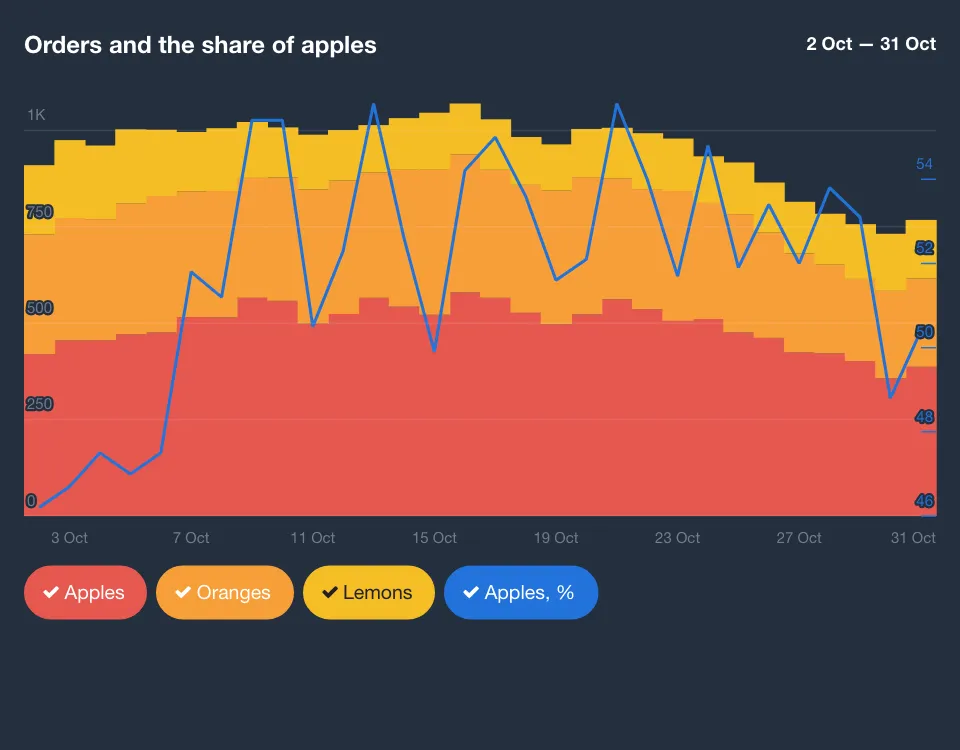 Orders and the share of apples
2 Oct — 31 Oct
1K
54
750
52
500
50
250
48
0
46
3 Oct 7 Oct 11 Oct 15 Oct 19 Oct 23 Oct 27 Oct 31 Oct
Apples Oranges Lemons Apples, %